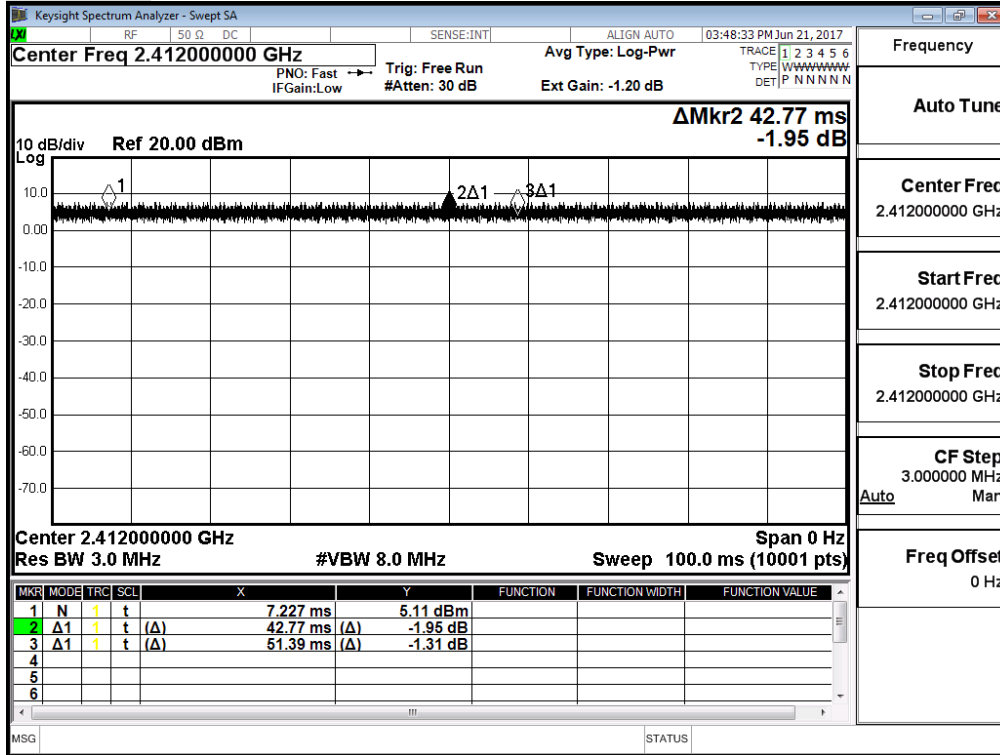 Keysight Spectrum Analyzer - Swept SA
LXI RF 50 Ω DC SENSE:INT ALIGN AUTO 03:48:33 PM Jun 21, 2017
Center Freq 2.412000000 GHz
PNO: Fast
IFGain:Low
Trig: Free Run
#Atten: 30 dB
Avg Type: Log-Pwr
Ext Gain: -1.20 dB
TRACE 1 2 3 4 5 6
TYPE WWWWWW
DET P N N N N N
ΔMkr2 42.77 ms
-1.95 dB
10 dB/div Ref 20.00 dBm
Log
1
2Δ1
3Δ1
10.0
0.00
-10.0
-20.0
-30.0
-40.0
-50.0
-60.0
-70.0
Center 2.412000000 GHz Span 0 Hz
Res BW 3.0 MHz #VBW 8.0 MHz Sweep 100.0 ms (10001 pts)
MKR MODE TRC SCL X Y FUNCTION FUNCTION WIDTH FUNCTION VALUE
1 N 1 t 7.227 ms 5.11 dBm
2 Δ1 1 t (Δ) 42.77 ms (Δ) -1.95 dB
3 Δ1 1 t (Δ) 51.39 ms (Δ) -1.31 dB
4
5
6
MSG STATUS
Frequency
Auto Tune
Center Freq
2.412000000 GHz
Start Freq
2.412000000 GHz
Stop Freq
2.412000000 GHz
CF Step
3.000000 MHz
Auto Man
Freq Offset
0 Hz